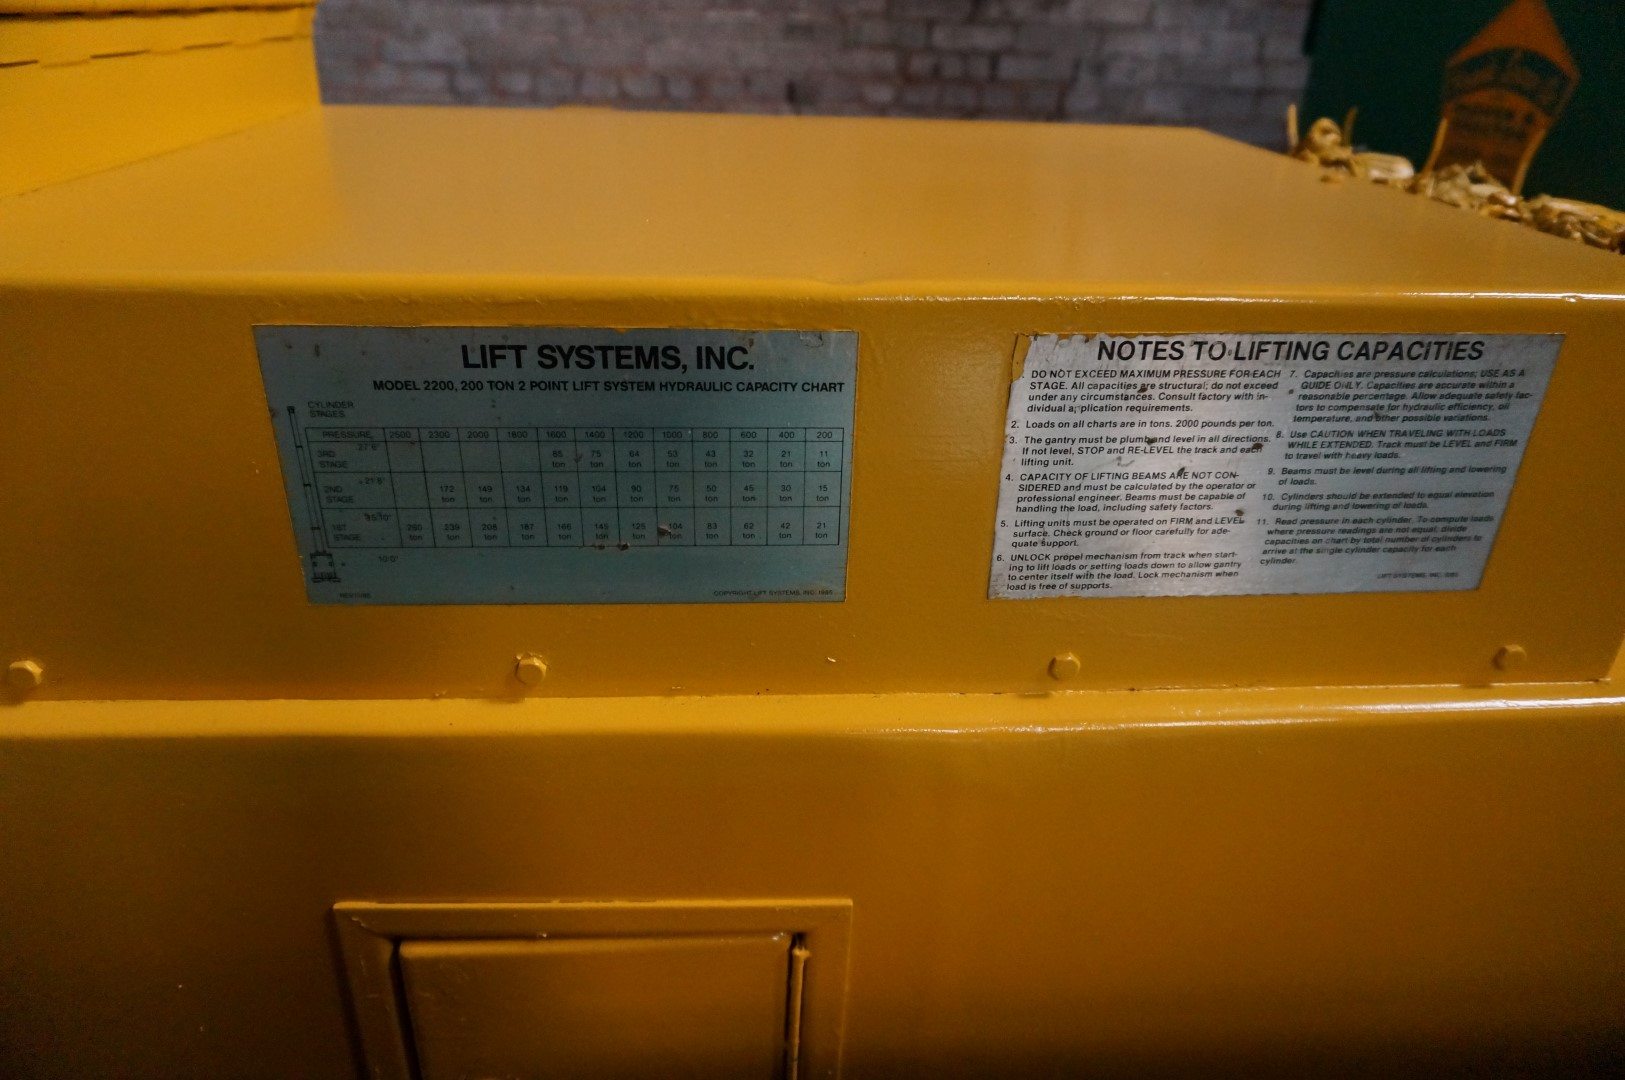 LIFT SYSTEMS, INC.
MODEL 2200, 200 TON 2 POINT LIFT SYSTEM HYDRAULIC CAPACITY CHART
CYLINDER
STAGES
PRESSURE 2500 2300 2000 1800 1600 1400 1200 1000 800 600 400 200
27'6"
3RD 85 75 64 53 43 32 21 11
STAGE ton ton ton ton ton ton ton ton
21'6"
2ND 172 149 134 119 104 90 75 50 45 30 15
STAGE ton ton ton ton ton ton ton ton ton ton ton
1ST 260 239 208 187 166 145 125 104 83 62 42 21
STAGE ton ton ton ton ton ton ton ton ton ton ton ton
10'0"
COPYRIGHT LIFT SYSTEMS, INC. 1985
NOTES TO LIFTING CAPACITIES
DO NOT EXCEED MAXIMUM PRESSURE FOR EACH
STAGE. All capacities are structural; do not exceed
under any circumstances. Consult factory with in-
dividual application requirements.
2. Loads on all charts are in tons. 2000 pounds per ton.
3. The gantry must be plumb and level in all directions.
If not level, STOP and RE-LEVEL the track and each
lifting unit.
4. CAPACITY OF LIFTING BEAMS ARE NOT CON-
SIDERED and must be calculated by the operator or
professional engineer. Beams must be capable of
handling the load, including safety factors.
5. Lifting units must be operated on FIRM and LEVEL
surface. Check ground or floor carefully for ade-
quate support.
6. UNLOCK propel mechanism from track when start-
ing to lift loads or setting loads down to allow gantry
to center itself with the load. Lock mechanism when
load is free of supports.
7. Capacities are pressure calculations; USE AS A
GUIDE ONLY. Capacities are accurate within a
reasonable percentage. Allow adequate safety fac-
tors to compensate for hydraulic efficiency, oil
temperature, and other possible variations.
8. Use CAUTION WHEN TRAVELING WITH LOADS
WHILE EXTENDED. Track must be LEVEL and FIRM
to travel with heavy loads.
9. Beams must be level during all lifting and lowering
of loads.
10. Cylinders should be extended to equal elevation
during lifting and lowering of loads.
11. Read pressure in each cylinder. To compute loads
where pressure readings are not equal, divide
capacities on chart by total number of cylinders to
arrive at the single cylinder capacity for each
cylinder.
LIFT SYSTEMS, INC. 1985